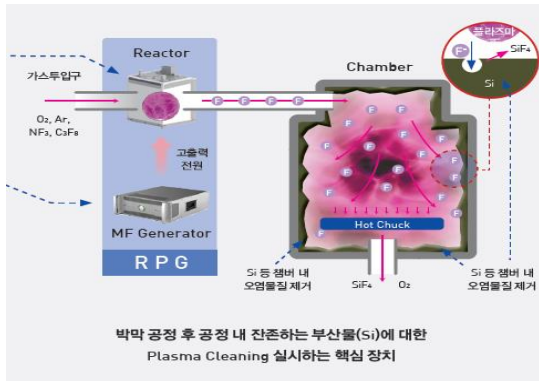 Reactor
가스투입구
O₂, Ar,
NF₃, C₃F₈
고출력
전원
MF Generator
RPG
F F F F
Chamber
F F F F F F F F F F F F F
Hot Chuck
Si 등 챔버 내
오염물질 제거
SiF₄ O₂
Si 등 챔버 내
오염물질 제거
플라즈마
F⁻
SiF₄
Si
박막 공정 후 공정 내 잔존하는 부산물(Si)에 대한
Plasma Cleaning 실시하는 핵심 장치